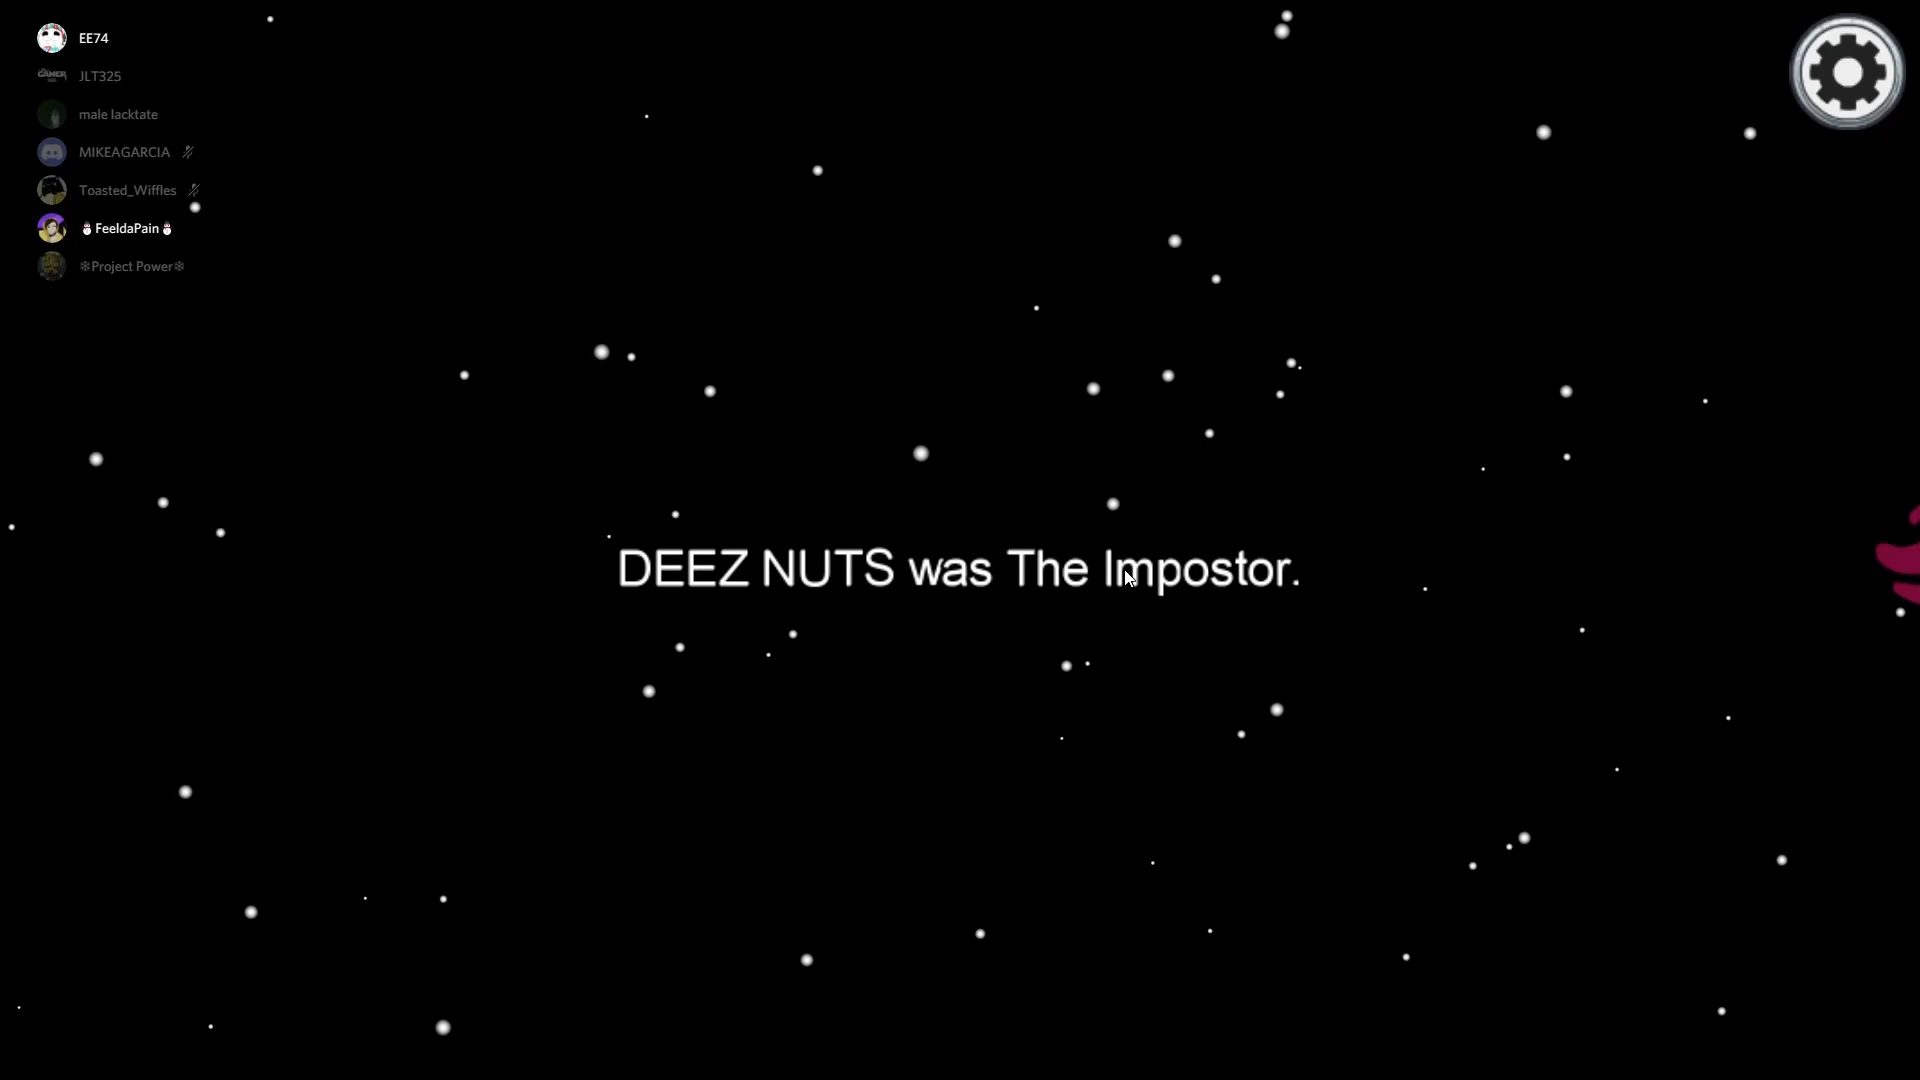 EE74
JLT325
male lacktate
MIKEAGARCIA
Toasted_Wiffles
⛄FeeldaPain⛄
❄Project Power❄
DEEZ NUTS was The Impostor.